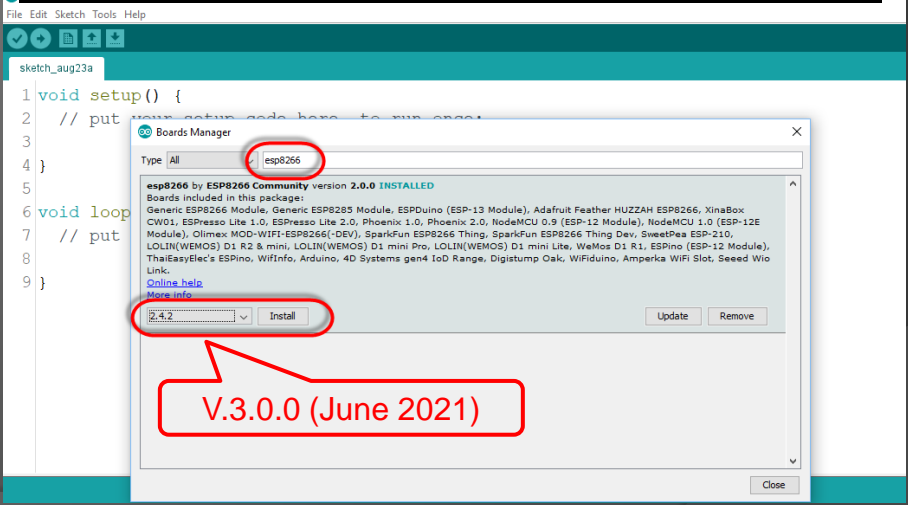 File Edit Sketch Tools Help
sketch_aug23a
1 void setup() {
2 // put your setup code here, to run once:
3
4 }
5
6 void loop
7 // put
8
9 }
Boards Manager
Type All esp8266
esp8266 by ESP8266 Community version 2.0.0 INSTALLED
Boards included in this package:
Generic ESP8266 Module, Generic ESP8285 Module, ESPDuino (ESP-13 Module), Adafruit Feather HUZZAH ESP8266, XinaBox
CW01, ESPresso Lite 1.0, ESPresso Lite 2.0, Phoenix 1.0, Phoenix 2.0, NodeMCU 0.9 (ESP-12 Module), NodeMCU 1.0 (ESP-12E
Module), Olimex MOD-WIFI-ESP8266(-DEV), SparkFun ESP8266 Thing, SparkFun ESP8266 Thing Dev, SweetPea ESP-210,
LOLIN(WEMOS) D1 R2 & mini, LOLIN(WEMOS) D1 mini Pro, LOLIN(WEMOS) D1 mini Lite, WeMos D1 R1, ESPino (ESP-12 Module),
ThaiEasyElec's ESPino, WifInfo, Arduino, 4D Systems gen4 IoD Range, Digistump Oak, WiFiduino, Amperka WiFi Slot, Seeed Wio
Link.
Online help
More info
2.4.2 Install Update Remove
V.3.0.0 (June 2021)
Close